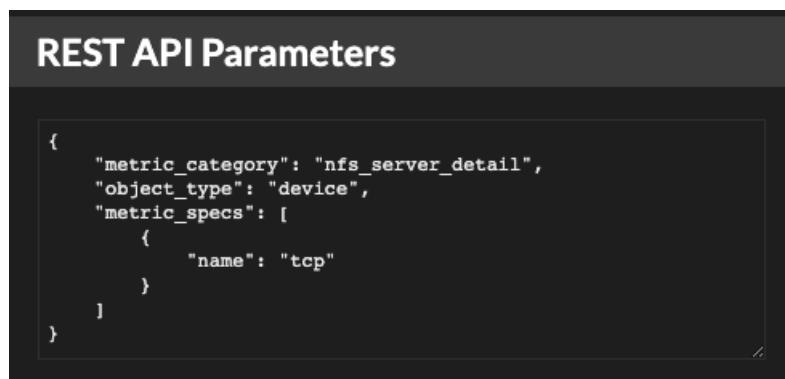 REST API Parameters
{
    "metric_category": "nfs_server_detail",
    "object_type": "device",
    "metric_specs": [
        {
            "name": "tcp"
        }
    ]
}